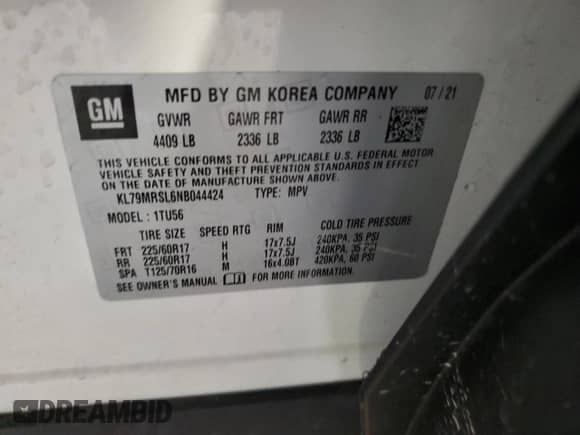 GM
MFD BY GM KOREA COMPANY 07 / 21
GVWR GAWR FRT GAWR RR
4409 LB 2336 LB 2336 LB
THIS VEHICLE CONFORMS TO ALL APPLICABLE U.S. FEDERAL MOTOR
VEHICLE SAFETY AND THEFT PREVENTION STANDARDS IN EFFECT
ON THE DATE OF MANUFACTURE SHOWN ABOVE.
KL79MRSL6NB044424 TYPE: MPV
MODEL : 1TU56
TIRE SIZE SPEED RTG RIM COLD TIRE PRESSURE
FRT 225/60R17 H 17x7.5J 240KPA, 35 PSI
RR 225/60R17 H 17x7.5J 240KPA, 35 PSI
SPA T125/70R16 M 16x4.0BT 420KPA, 60 PSI
SEE OWNER'S MANUAL FOR MORE INFORMATION.
DREAMBID